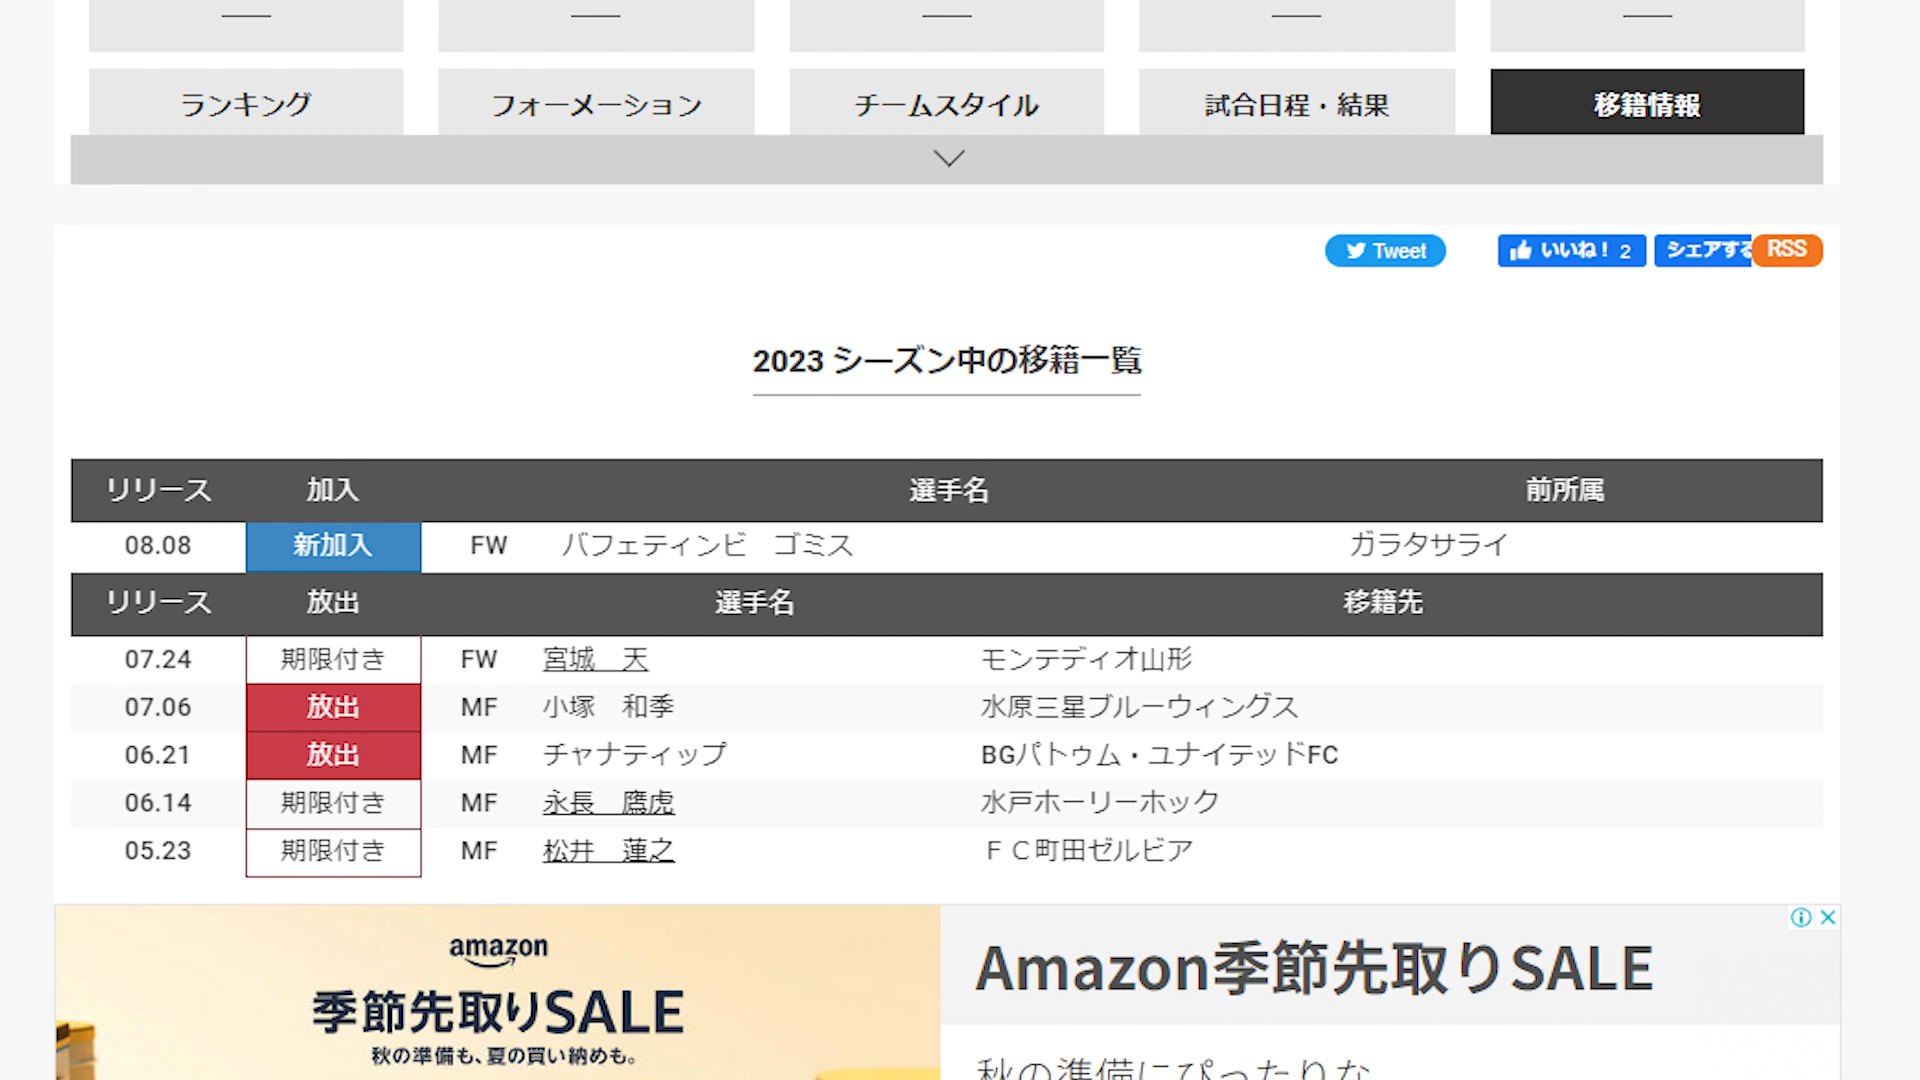 ランキング フォーメーション チームスタイル 試合日程・結果 移籍情報
Tweet いいね！ 2 シェアする RSS
2023 シーズン中の移籍一覧
リリース 加入 選手名 前所属
08.08 新加入 FW バフェティンビ　ゴミス ガラタサライ
リリース 放出 選手名 移籍先
07.24 期限付き FW 宮城　天 モンテディオ山形
07.06 放出 MF 小塚　和季 水原三星ブルーウィングス
06.21 放出 MF チャナティップ BGパトゥム・ユナイテッドFC
06.14 期限付き MF 永長　鷹虎 水戸ホーリーホック
05.23 期限付き MF 松井　蓮之 ＦＣ町田ゼルビア
amazon
季節先取りSALE
秋の準備も、夏の買い納めも。
Amazon季節先取りSALE
秋の準備にぴったりな